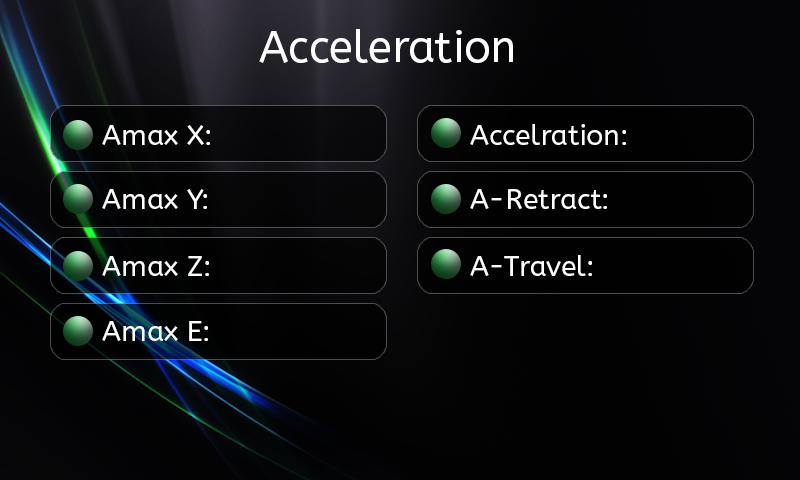 Acceleration
Amax X:
Amax Y:
Amax Z:
Amax E:
Accelration:
A-Retract:
A-Travel: